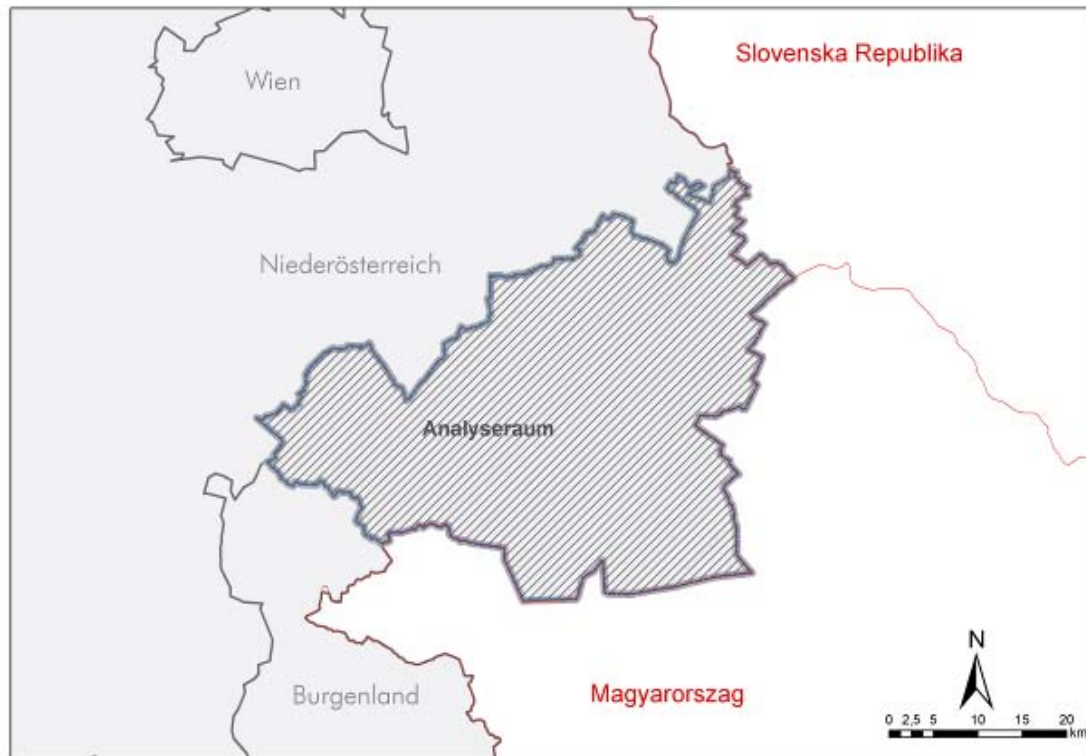 Slovenska Republika
Wien
Niederösterreich
Analyseraum
Burgenland
Magyarorszag
N
0 2,5 5 10 15 20
km